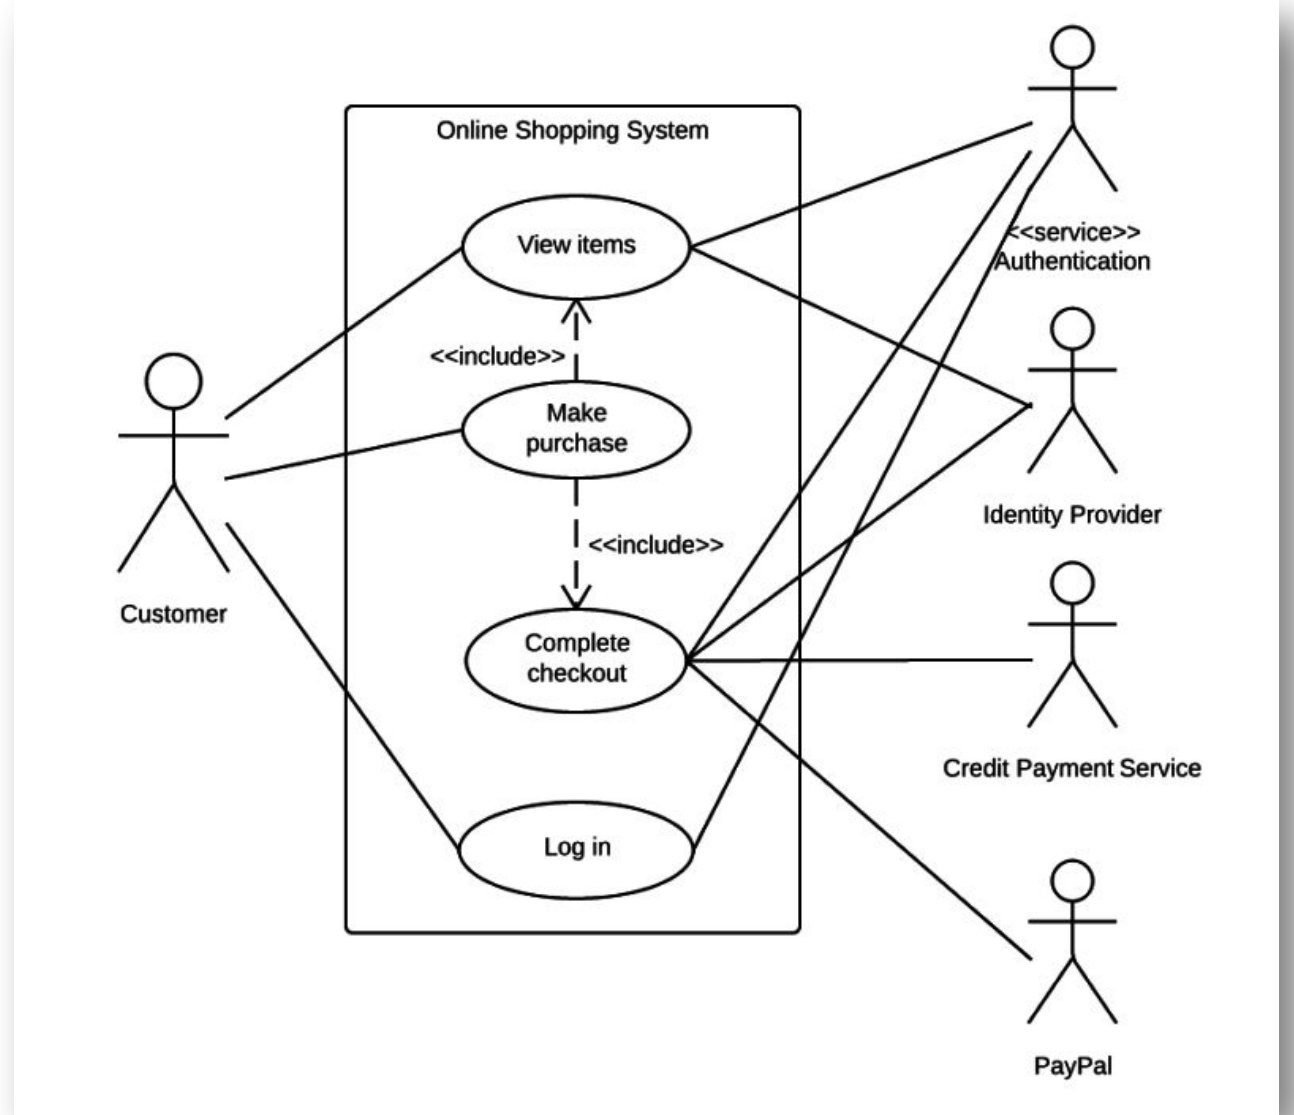 Online Shopping System
View items
<<include>>
Make
purchase
<<include>>
Complete
checkout
Log in
Customer
<<service>>
Authentication
Identity Provider
Credit Payment Service
PayPal